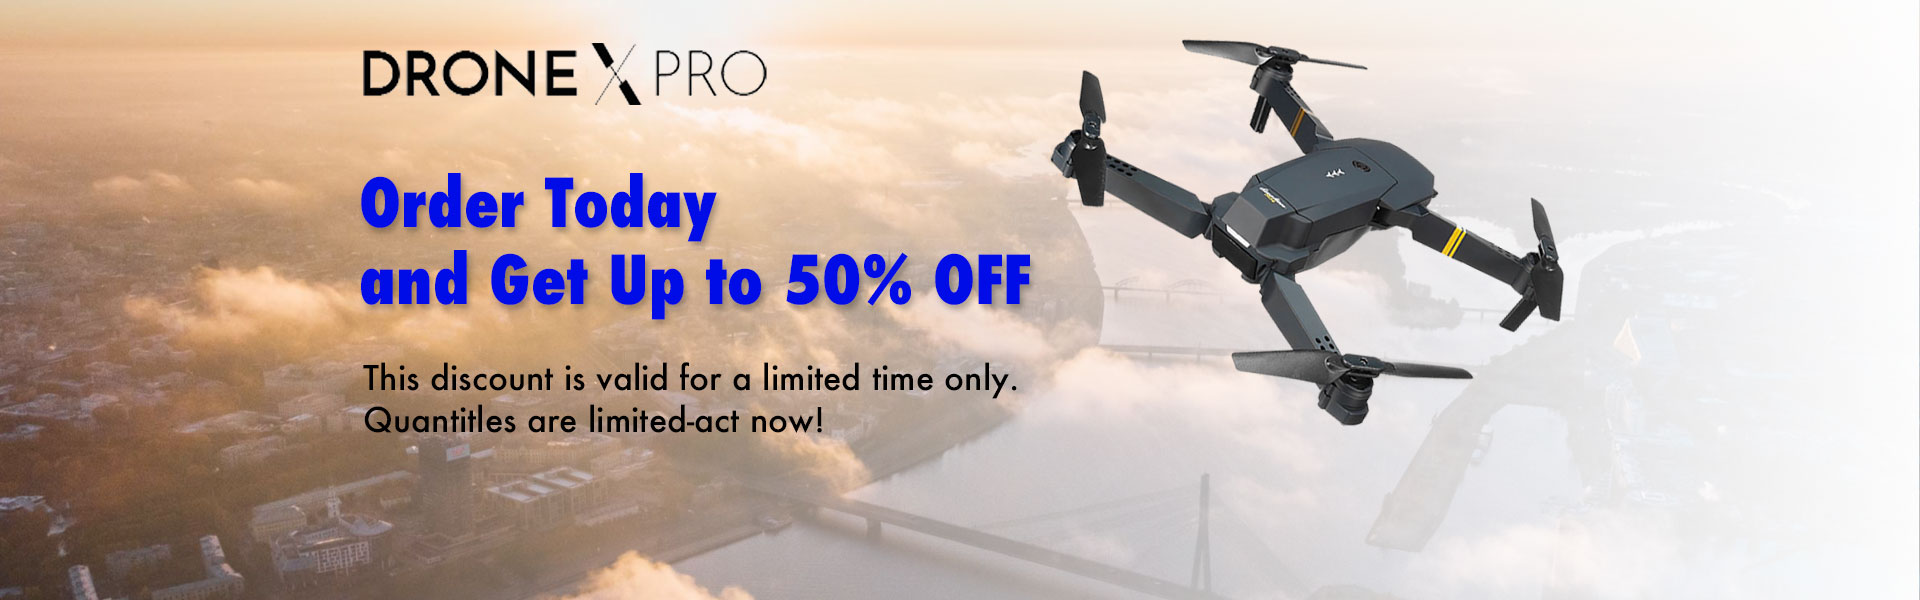 DRONE X PRO
Order Today
and Get Up to 50% OFF
This discount is valid for a limited time only.
Quantitles are limited-act now!